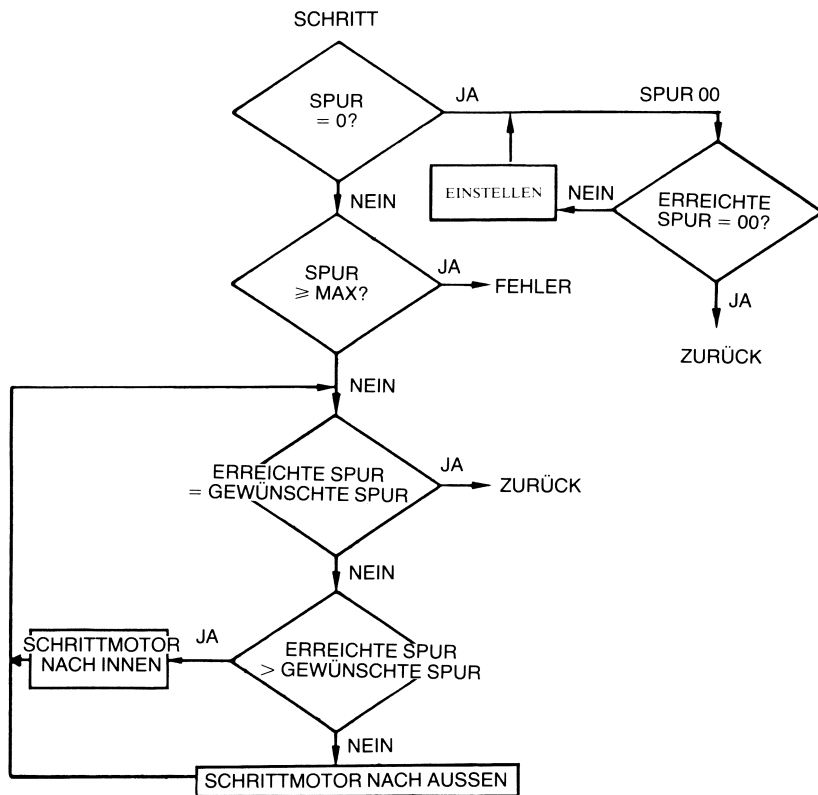 SCHRITT
SPUR
= 0?
JA
SPUR 00
NEIN
EINSTELLEN
NEIN
ERREICHTE
SPUR = 00?
SPUR
⩾ MAX?
JA
FEHLER
JA
ZURÜCK
NEIN
ERREICHTE SPUR
= GEWÜNSCHTE SPUR
JA
ZURÜCK
NEIN
SCHRITTMOTOR
NACH INNEN
JA
ERREICHTE SPUR
> GEWÜNSCHTE SPUR
NEIN
SCHRITTMOTOR NACH AUSSEN